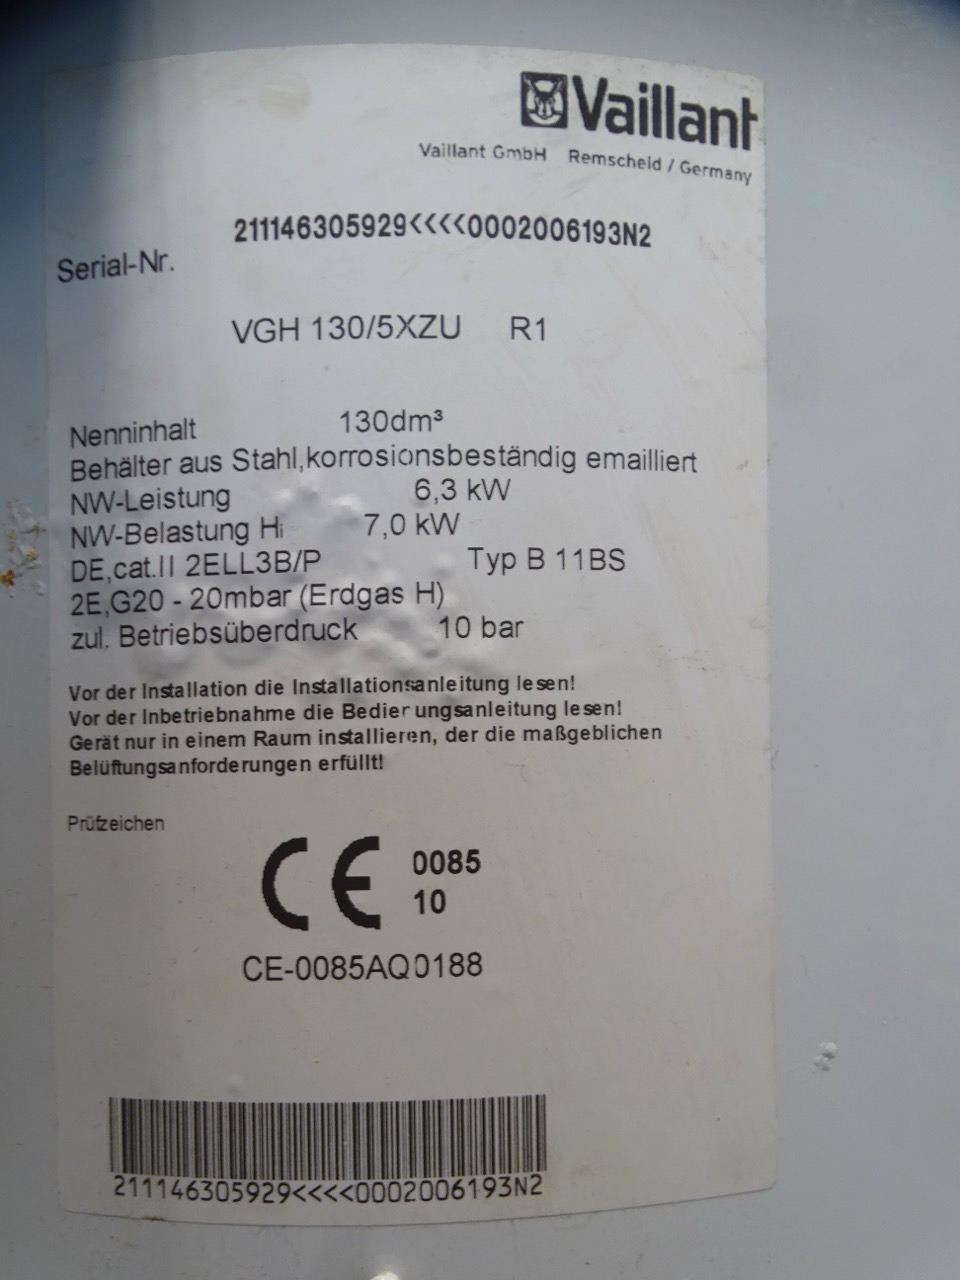 Vaillant
Vaillant GmbH Remscheid / Germany
211146305929<<<<0002006193N2
Serial-Nr.
VGH 130/5XZU R1
Nenninhalt 130dm³
Behälter aus Stahl,korrosionsbeständig emailliert
NW-Leistung 6,3 kW
NW-Belastung Hi 7,0 kW
DE,cat.II 2ELL3B/P Typ B 11BS
2E,G20 - 20mbar (Erdgas H)
zul. Betriebsüberdruck 10 bar
Vor der Installation die Installationsanleitung lesen!
Vor der Inbetriebnahme die Bedierungsanleitung lesen!
Gerät nur in einem Raum installieren, der die maßgeblichen
Belüftungsanforderungen erfüllt!
Prüfzeichen
CE 0085
10
CE-0085AQ0188
211146305929<<<<0002006193N2